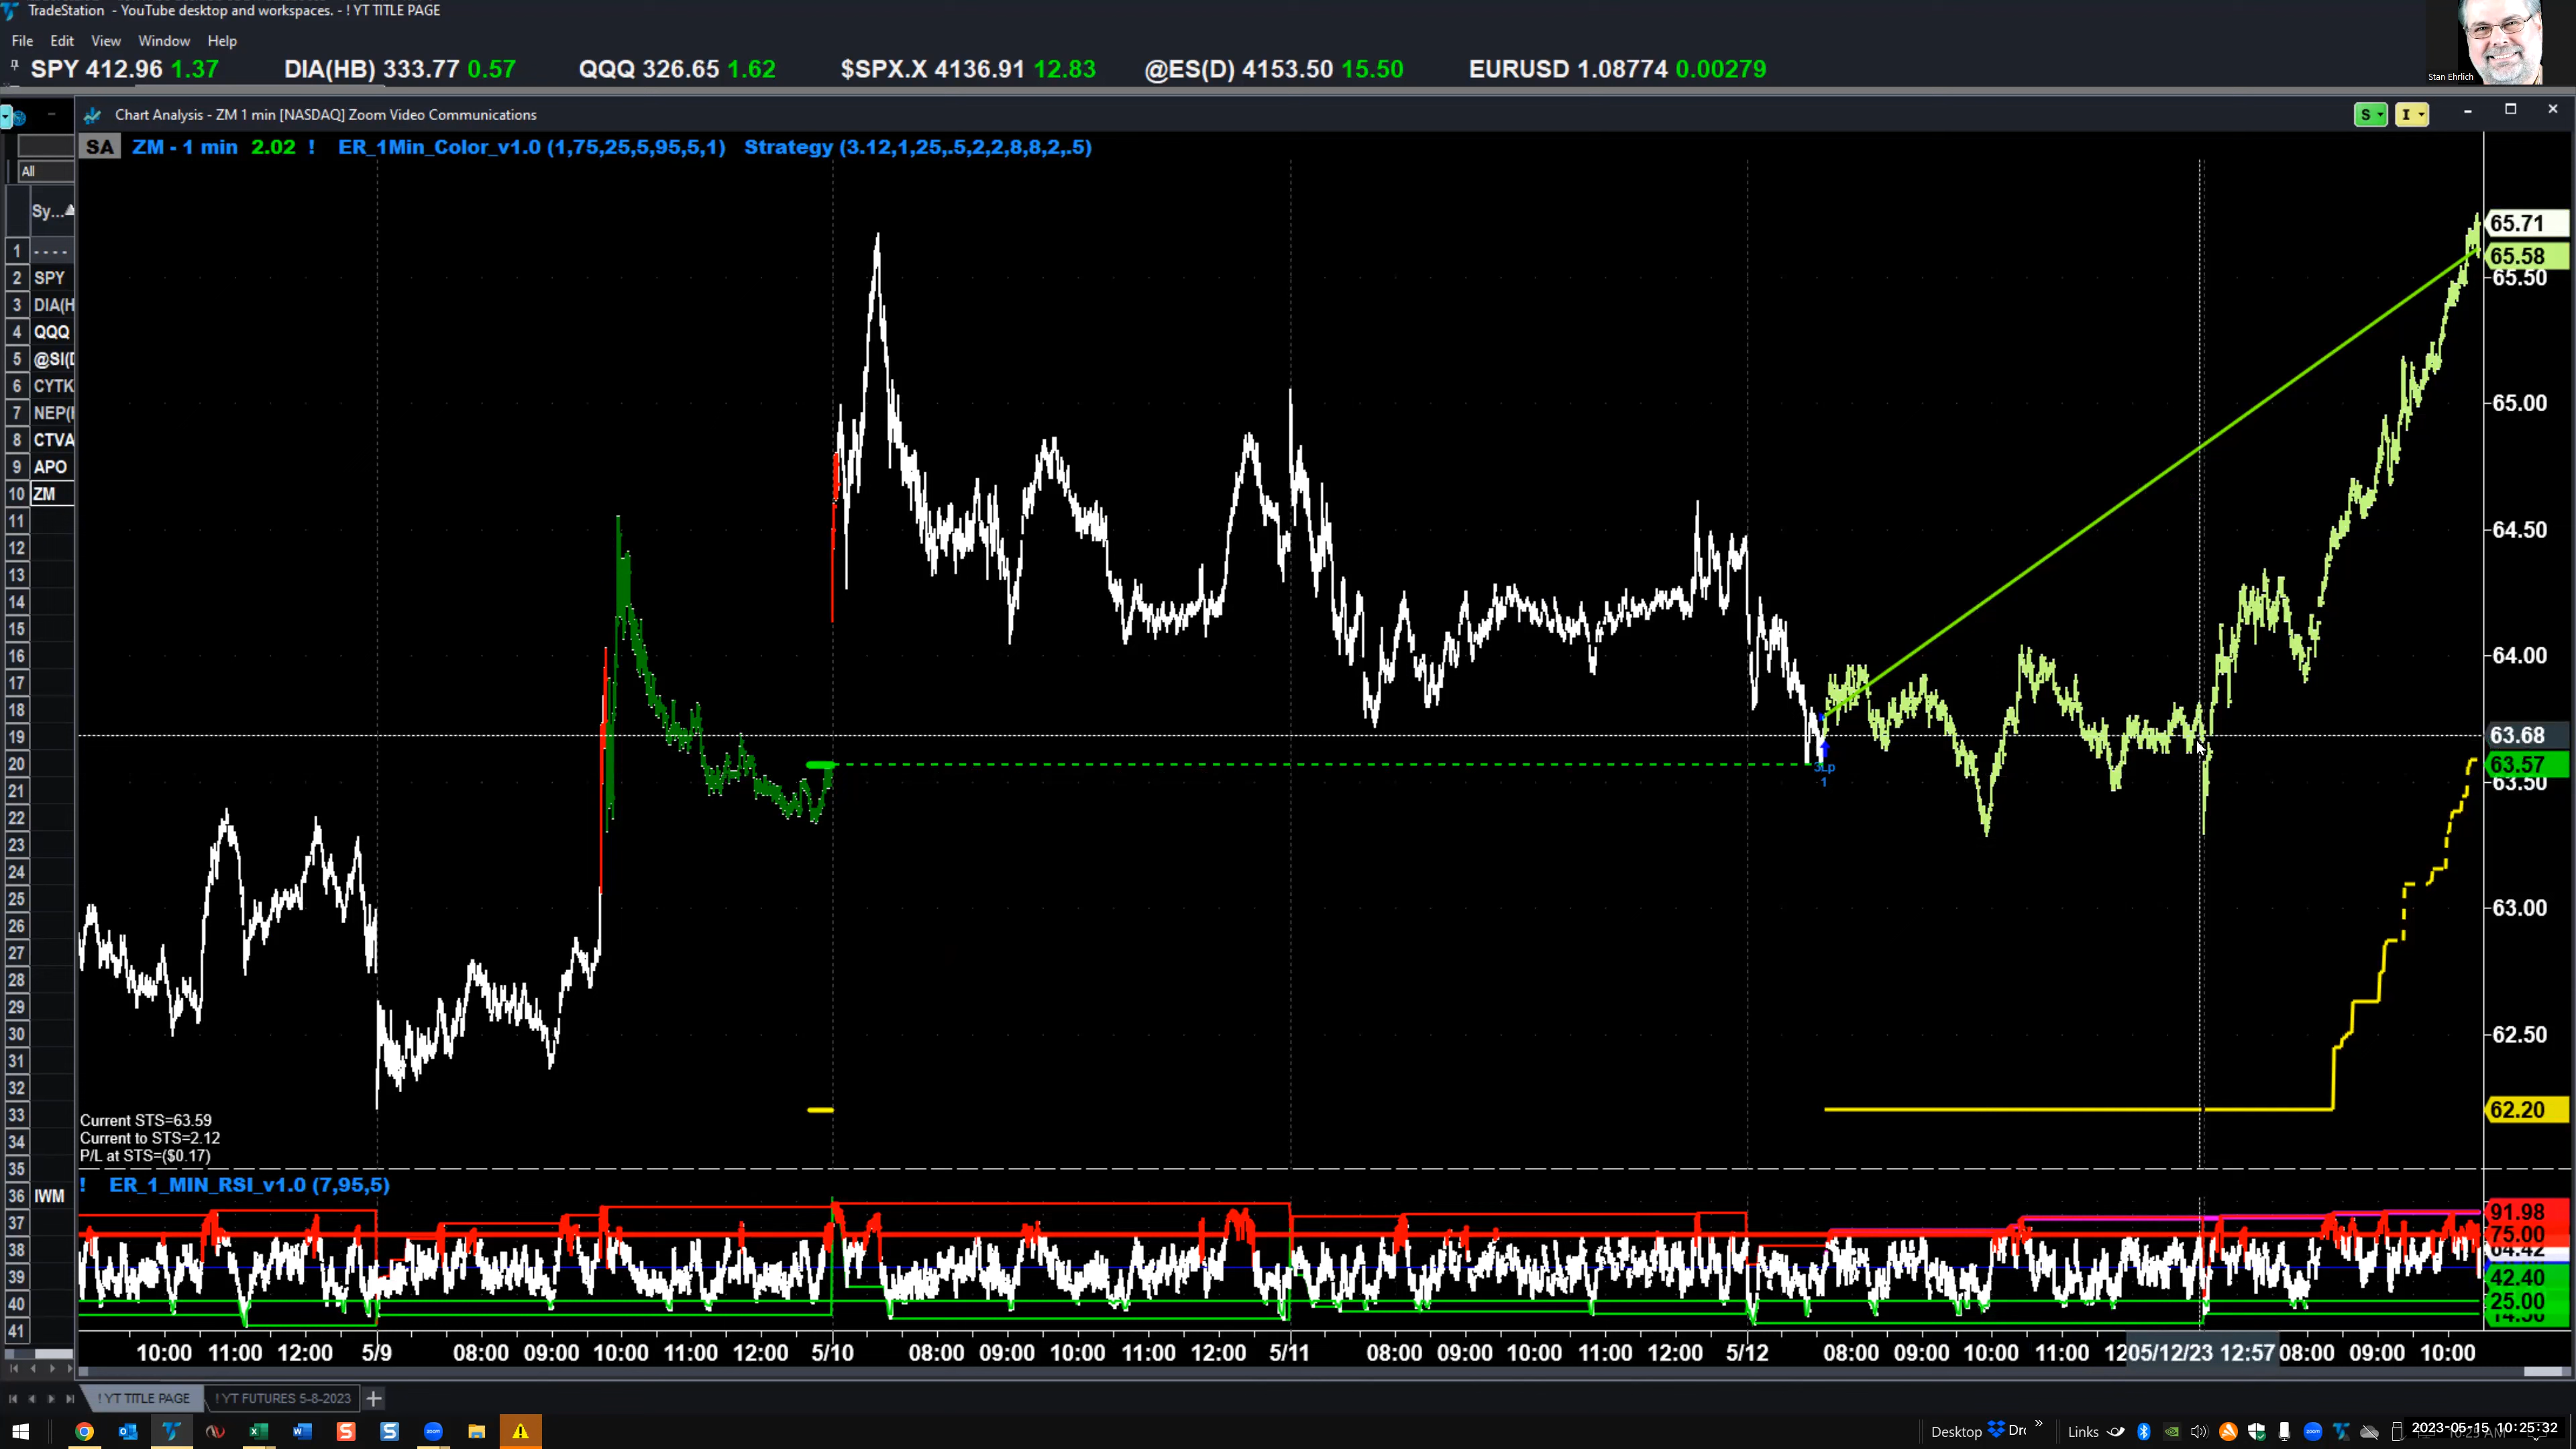 TradeStation - YouTube desktop and workspaces. - ! YT TITLE PAGE
File Edit View Window Help
SPY 412.96 1.37 DIA(HB) 333.77 0.57 QQQ 326.65 1.62 $SPX.X 4136.91 12.83 @ES(D) 4153.50 15.50 EURUSD 1.08774 0.00279
Stan Ehrlich
Chart Analysis - ZM 1 min [NASDAQ] Zoom Video Communications
S I
SA ZM - 1 min 2.02 ! ER_1Min_Color_v1.0 (1,75,25,5,95,5,1) Strategy (3.12,1,25,.5,2,2,8,8,2,.5)
All
Sy...
1 - - - -
2 SPY
3 DIA(H
4 QQQ
5 @SI(D
6 CYTK
7 NEP(H
8 CTVA
9 APO
10 ZM
11
12
13
14
15
16
17
18
19
20
21
22
23
24
25
26
27
28
29
30
31
32
33
34
35
36 IWM
37
38
39
40
41
65.71
65.58
65.50
65.00
64.50
64.00
63.68
63.57
63.50
63.00
62.50
62.20
3Lp
1
Current STS=63.59
Current to STS=2.12
P/L at STS=($0.17)
! ER_1_MIN_RSI_v1.0 (7,95,5)
91.98
75.00
64.42
42.40
25.00
10:00 11:00 12:00 5/9 08:00 09:00 10:00 11:00 12:00 5/10 08:00 09:00 10:00 11:00 12:00 5/11 08:00 09:00 10:00 11:00 12:00 5/12 08:00 09:00 10:00 11:00 12 05/12/23 12:57 08:00 09:00 10:00
! YT TITLE PAGE ! YT FUTURES 5-8-2023 +
Desktop Dr » Links 2023-05-15 10:25:32